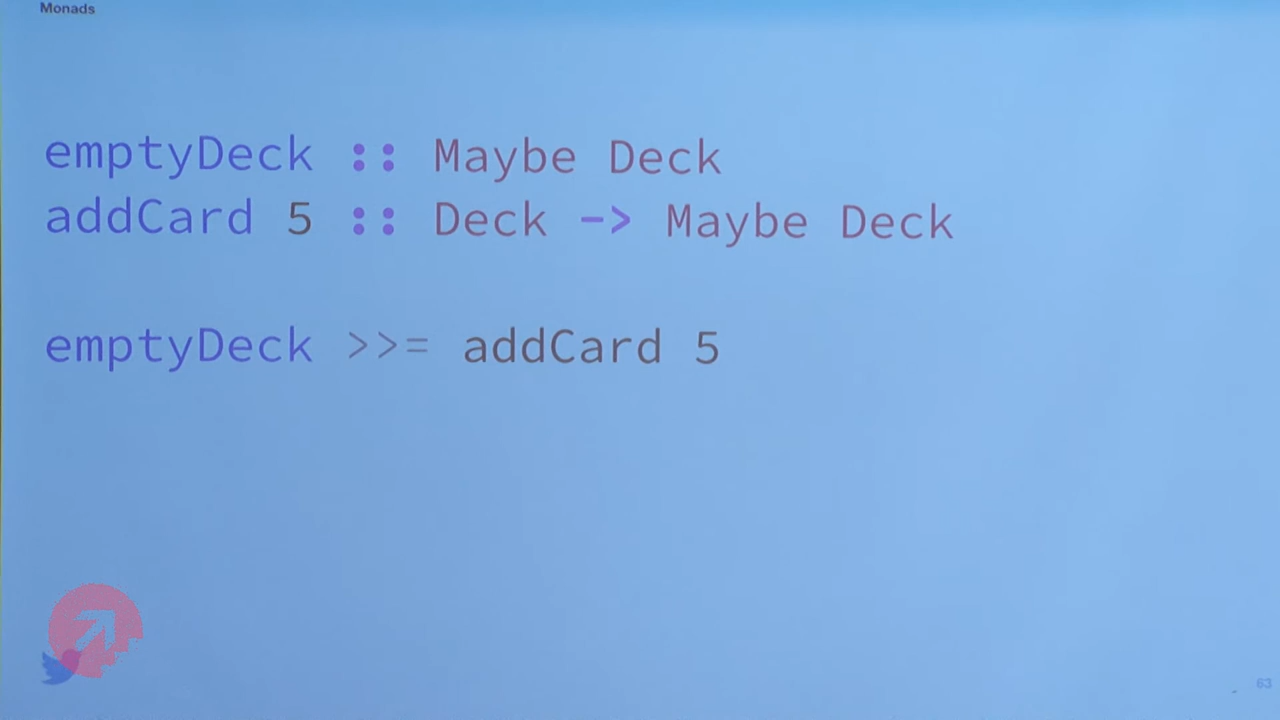 Monads
emptyDeck :: Maybe Deck
addCard 5 :: Deck -> Maybe Deck
emptyDeck >>= addCard 5
63